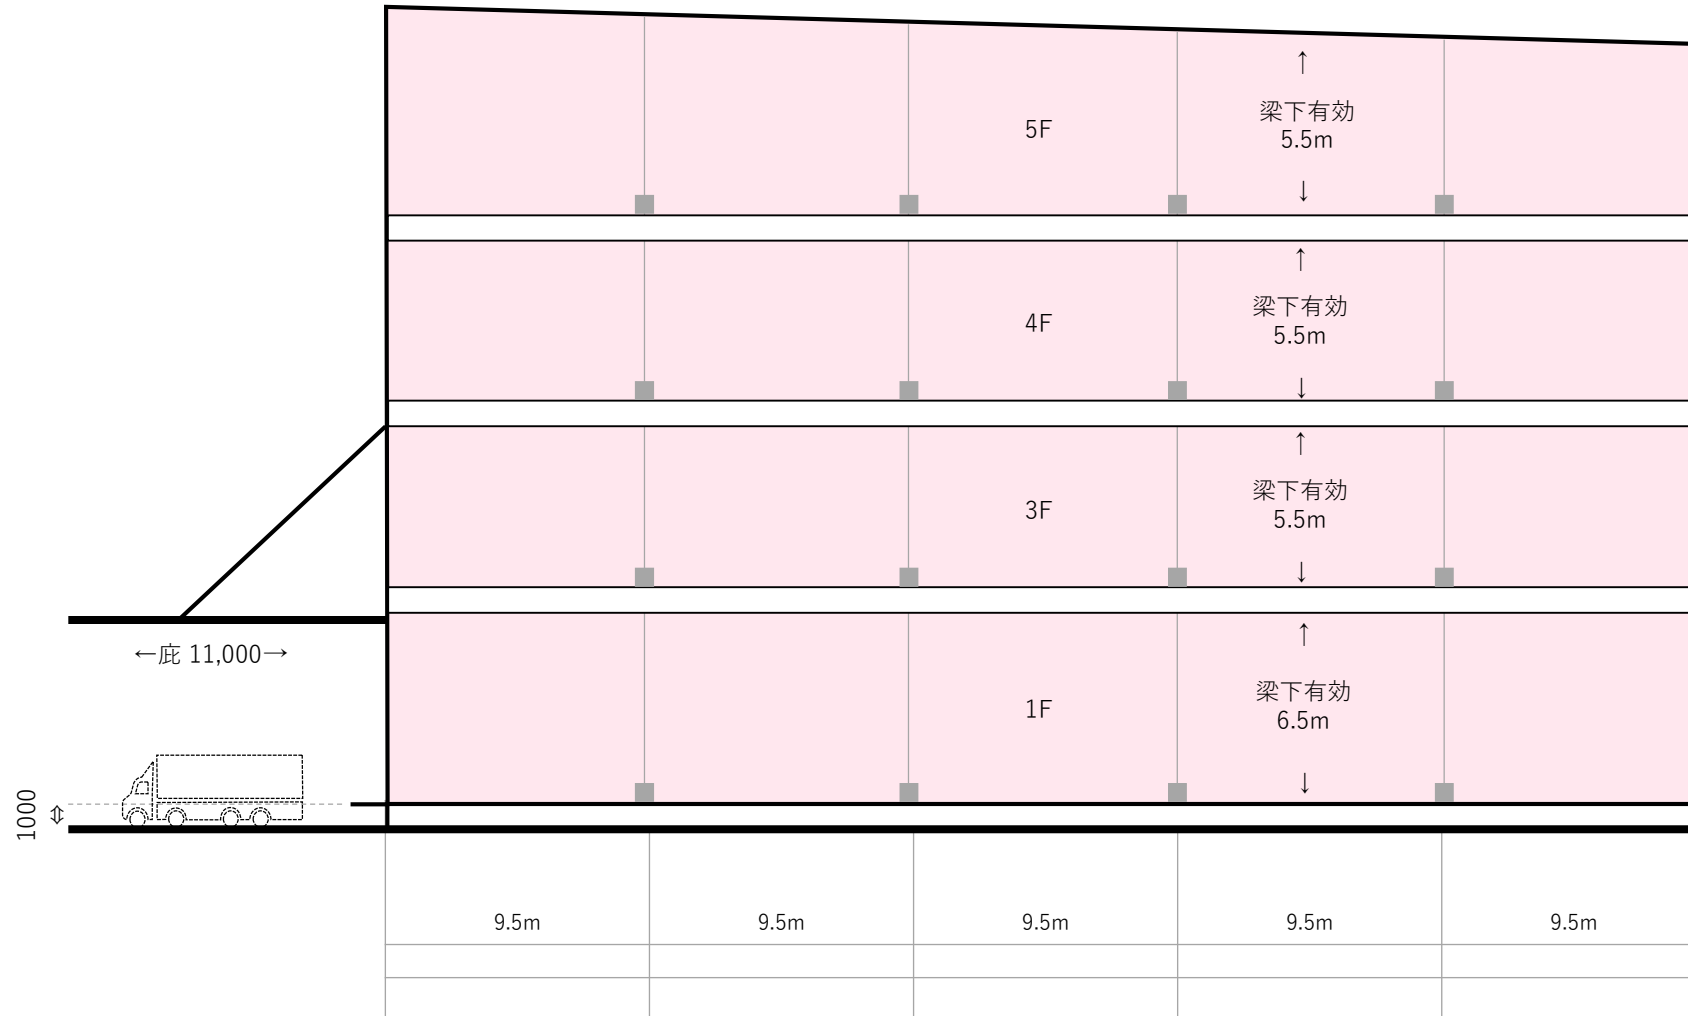 ↑
梁下有効
5.5m
↓
5F
↑
梁下有効
5.5m
↓
4F
↑
梁下有効
5.5m
↓
3F
←庇 11,000→
↑
梁下有効
6.5m
↓
1F
1000
⇕
9.5m
9.5m
9.5m
9.5m
9.5m